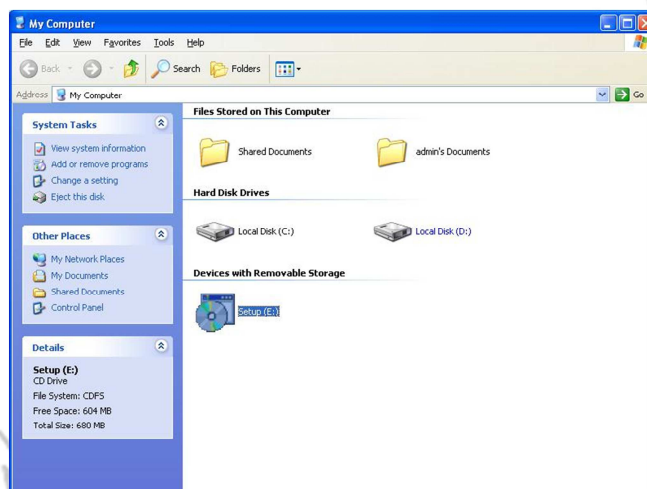 My Computer
File Edit View Favorites Tools Help
Back Search Folders
Address My Computer Go
System Tasks
View system information
Add or remove programs
Change a setting
Eject this disk
Other Places
My Network Places
My Documents
Shared Documents
Control Panel
Details
Setup (E:)
CD Drive
File System: CDFS
Free Space: 604 MB
Total Size: 680 MB
Files Stored on This Computer
Shared Documents admin's Documents
Hard Disk Drives
Local Disk (C:) Local Disk (D:)
Devices with Removable Storage
Setup (E:)